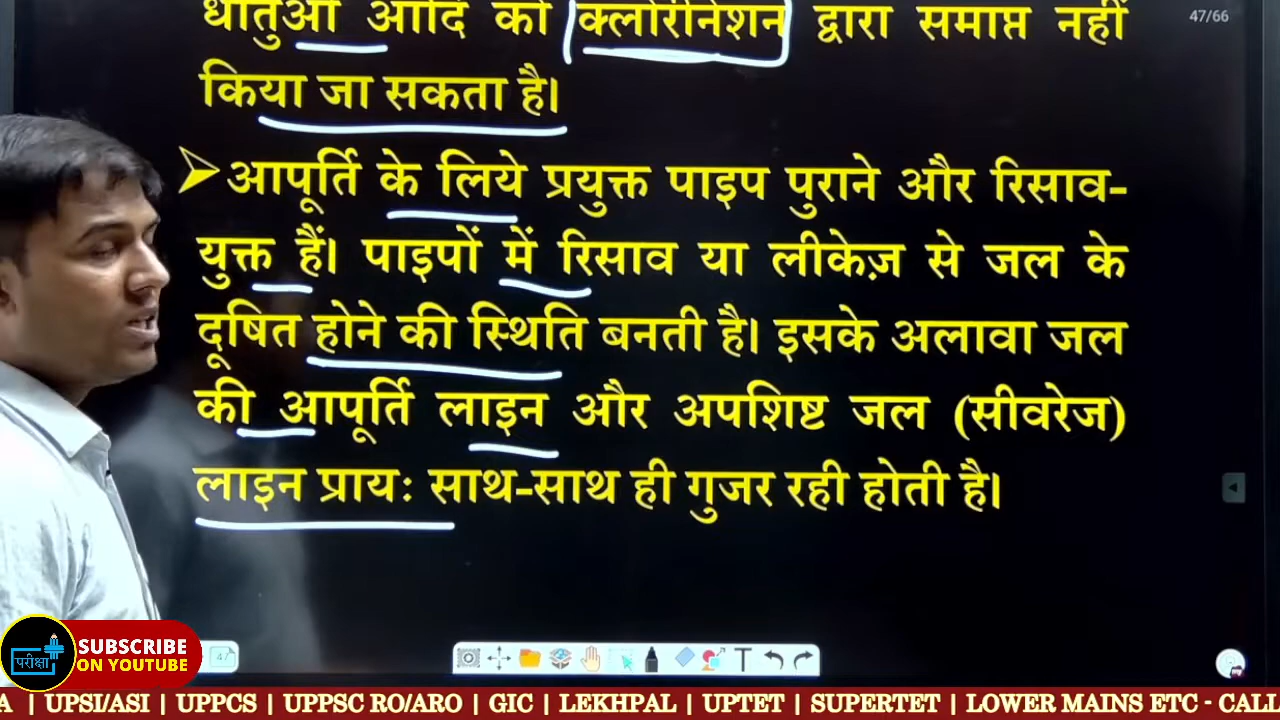 धातुओं आदि को क्लोरीनेशन द्वारा समाप्त नहीं
किया जा सकता है।
आपूर्ति के लिये प्रयुक्त पाइप पुराने और रिसाव-
युक्त हैं। पाइपों में रिसाव या लीकेज़ से जल के
दूषित होने की स्थिति बनती है। इसके अलावा जल
की आपूर्ति लाइन और अपशिष्ट जल (सीवरेज)
लाइन प्रायः साथ-साथ ही गुजर रही होती है।
47/66
47
परीक्षा
SUBSCRIBE
ON YOUTUBE
A | UPSI/ASI | UPPCS | UPPSC RO/ARO | GIC | LEKHPAL | UPTET | SUPERTET | LOWER MAINS ETC - CALL